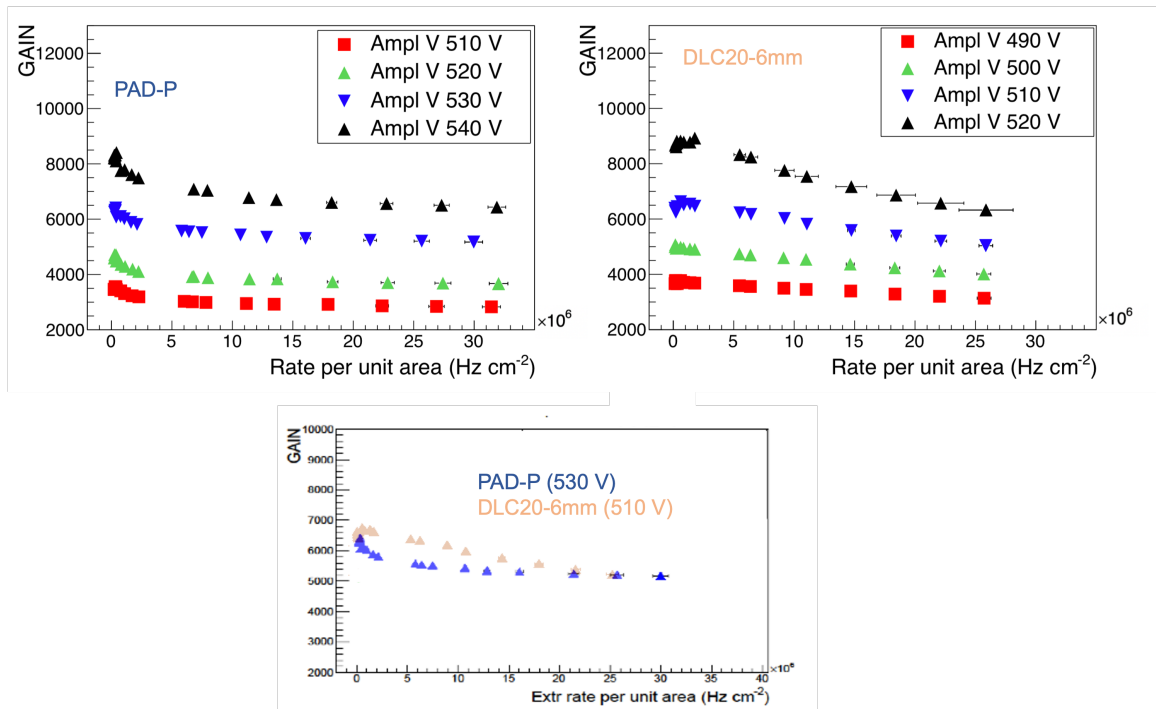 GAIN
12000
10000
8000
6000
4000
2000
PAD-P
Ampl V 510 V
Ampl V 520 V
Ampl V 530 V
Ampl V 540 V
0 5 10 15 20 25 30
×10⁶
Rate per unit area (Hz cm⁻²)
GAIN
12000
10000
8000
6000
4000
2000
DLC20-6mm
Ampl V 490 V
Ampl V 500 V
Ampl V 510 V
Ampl V 520 V
0 5 10 15 20 25 30
×10⁶
Rate per unit area (Hz cm⁻²)
GAIN
10000
9000
8000
7000
6000
5000
4000
3000
2000
PAD-P (530 V)
DLC20-6mm (510 V)
0 5 10 15 20 25 30 35 40
×10⁶
Extr rate per unit area (Hz cm⁻²)